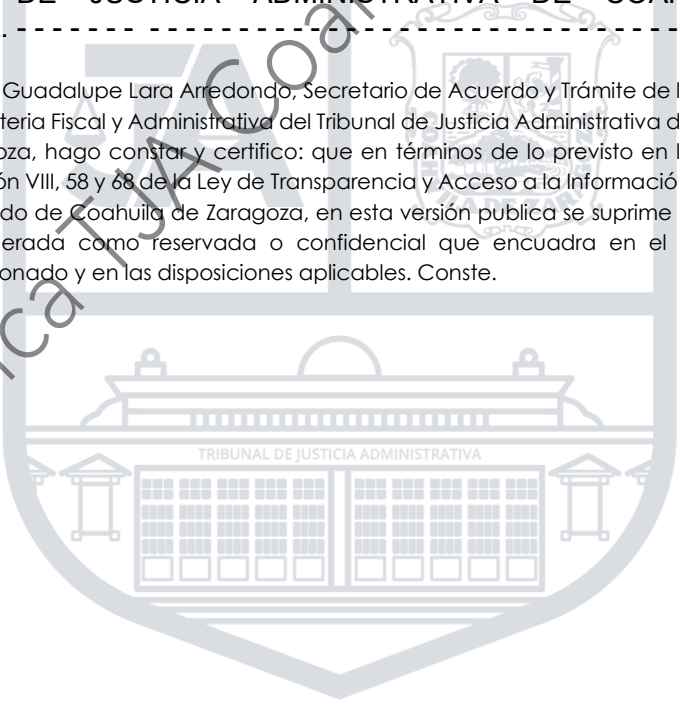 DE JUSTICIA ADMINISTRATIVA DE
. - - - - - - - - - - - - - - - - - - - - - - - - - - - - - - - - - - - - - - - -
Guadalupe Lara Arredondo, Secretario de Acuerdo y Trámite de l
teria Fiscal y Administrativa del Tribunal de Justicia Administrativa d
oza, hago constar y certifico: que en términos de lo previsto en l
ón VIII, 58 y 68 de la Ley de Transparencia y Acceso a la Informació
do de Coahuila de Zaragoza, en esta versión publica se suprime
erada como reservada o confidencial que encuadra en el
onado y en las disposiciones aplicables. Conste.
ica TJA Coa
TRIBUNAL DE JUSTICIA ADMINISTRATIVA